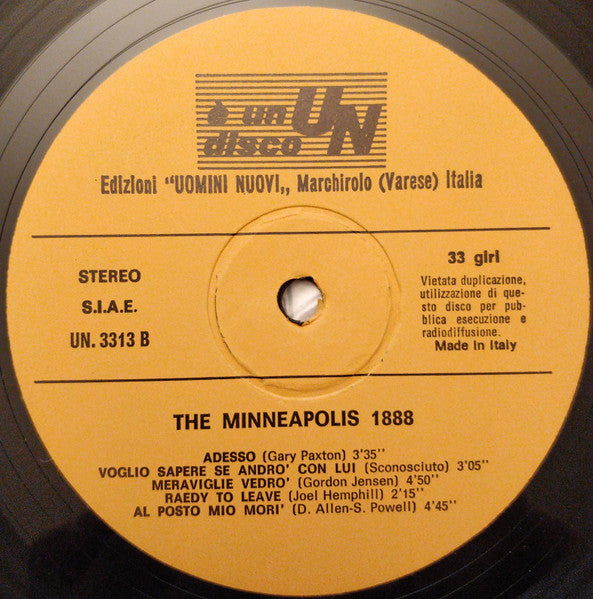 è un UN
disco
Edizioni “UOMINI NUOVI„ Marchirolo (Varese) Italia
STEREO
S.I.A.E.
UN. 3313 B
33 giri
Vietata duplicazione,
utilizzazione di que-
sto disco per pub-
blica esecuzione e
radiodiffusione.
Made in Italy
THE MINNEAPOLIS 1888
ADESSO (Gary Paxton) 3'35''
VOGLIO SAPERE SE ANDRO' CON LUI (Sconosciuto) 3'05''
MERAVIGLIE VEDRO' (Gordon Jensen) 4'50''
RAEDY TO LEAVE (Joel Hemphill) 2'15''
AL POSTO MIO MORI' (D. Allen-S. Powell) 4'45''